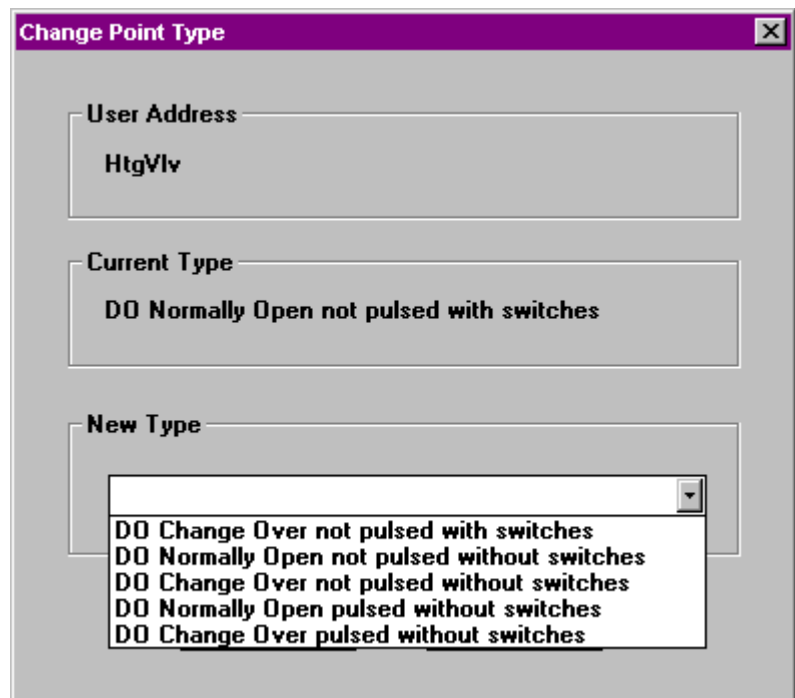 Change Point Type
User Address
HtgVlv
Current Type
DO Normally Open not pulsed with switches
New Type
DO Change Over not pulsed with switches
DO Normally Open not pulsed without switches
DO Change Over not pulsed without switches
DO Normally Open pulsed without switches
DO Change Over pulsed without switches